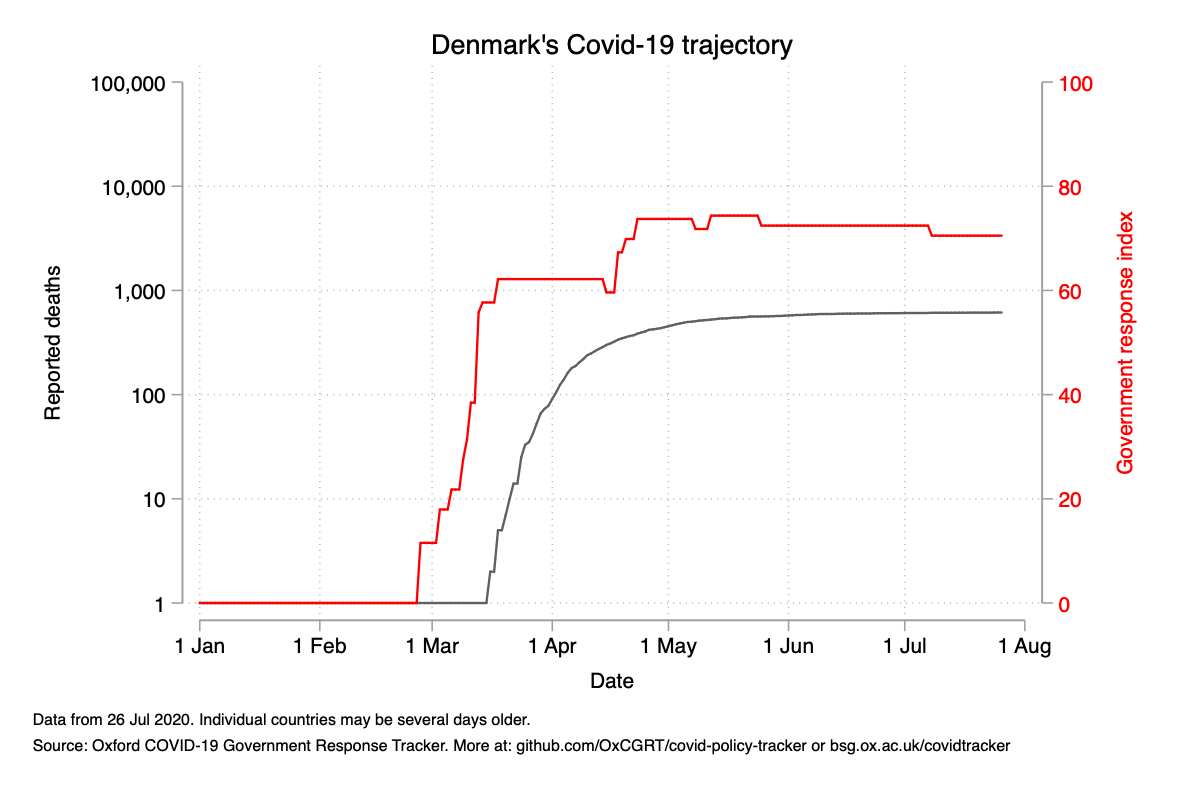 Denmark's Covid-19 trajectory
100,000
10,000
1,000
100
10
1
Reported deaths
100
80
60
40
20
0
Government response index
1 Jan 1 Feb 1 Mar 1 Apr 1 May 1 Jun 1 Jul 1 Aug
Date
Data from 26 Jul 2020. Individual countries may be several days older.
Source: Oxford COVID-19 Government Response Tracker. More at: github.com/OxCGRT/covid-policy-tracker or bsg.ox.ac.uk/covidtracker